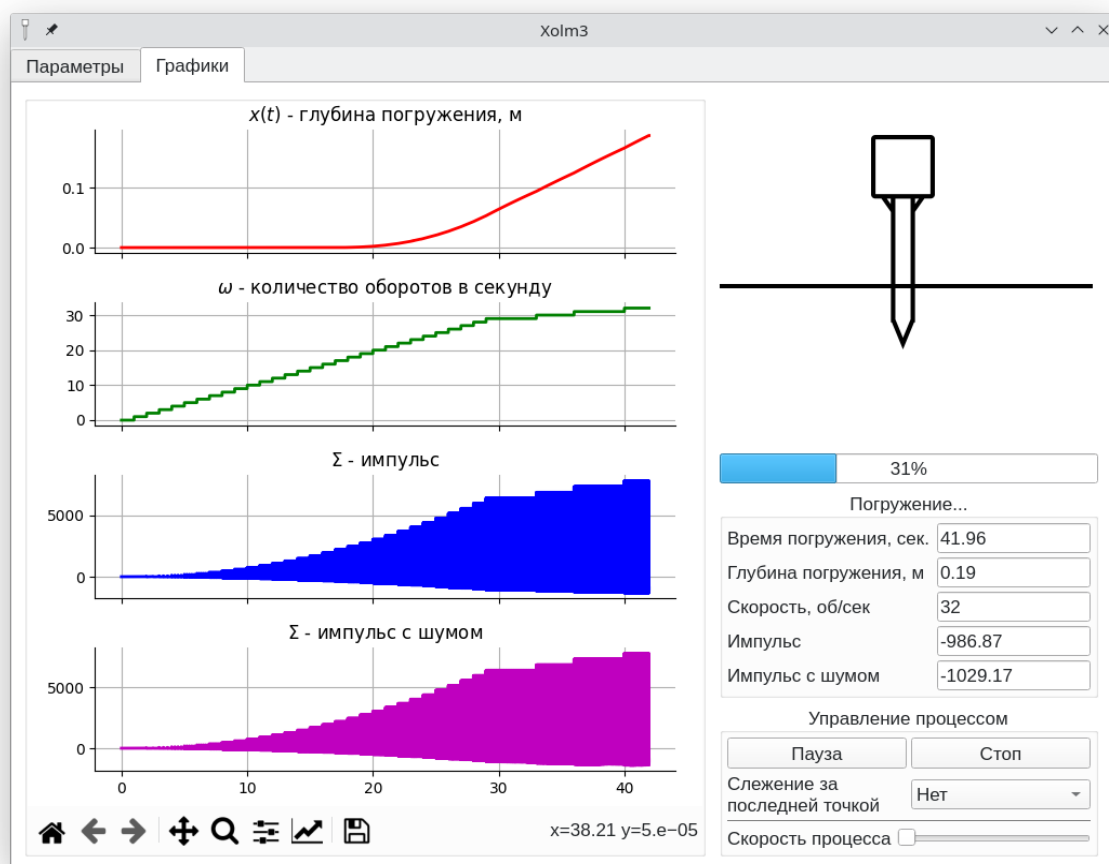 Xolm3
Параметры
Графики
x(t) - глубина погружения, м
0.1
0.0
ω - количество оборотов в секунду
30
20
10
0
Σ - импульс
5000
0
Σ - импульс с шумом
5000
0
0 10 20 30 40
x=38.21 y=5.e−05
31%
Погружение...
Время погружения, сек. 41.96
Глубина погружения, м 0.19
Скорость, об/сек 32
Импульс -986.87
Импульс с шумом -1029.17
Управление процессом
Пауза Стоп
Слежение за
последней точкой
Нет
Скорость процесса